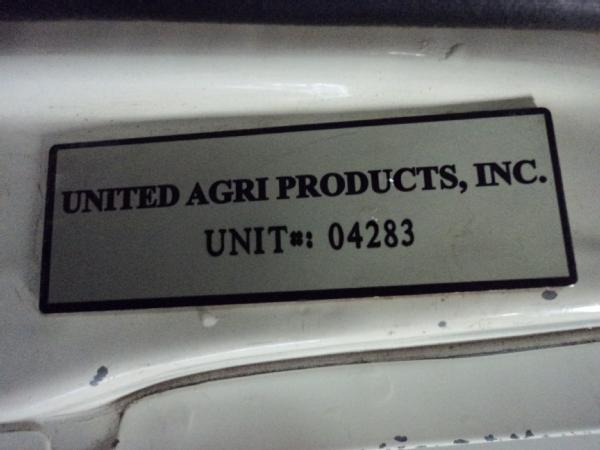 UNITED AGRI PRODUCTS, INC.
UNIT#: 04283